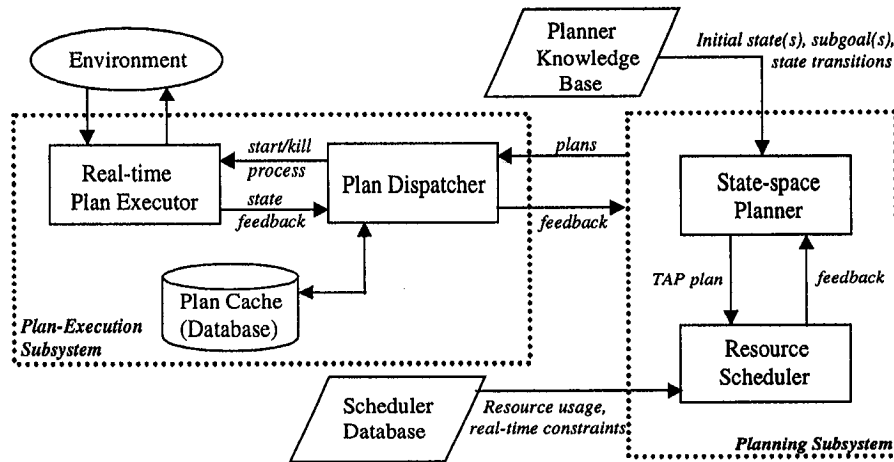 Environment
Planner
Knowledge
Base
Initial state(s), subgoal(s),
state transitions
Real-time
Plan Executor
start/kill
process
state
feedback
Plan Dispatcher
plans
feedback
State-space
Planner
TAP plan
feedback
Plan Cache
(Database)
Plan-Execution
Subsystem
Resource
Scheduler
Scheduler
Database
Resource usage,
real-time constraints
Planning Subsystem